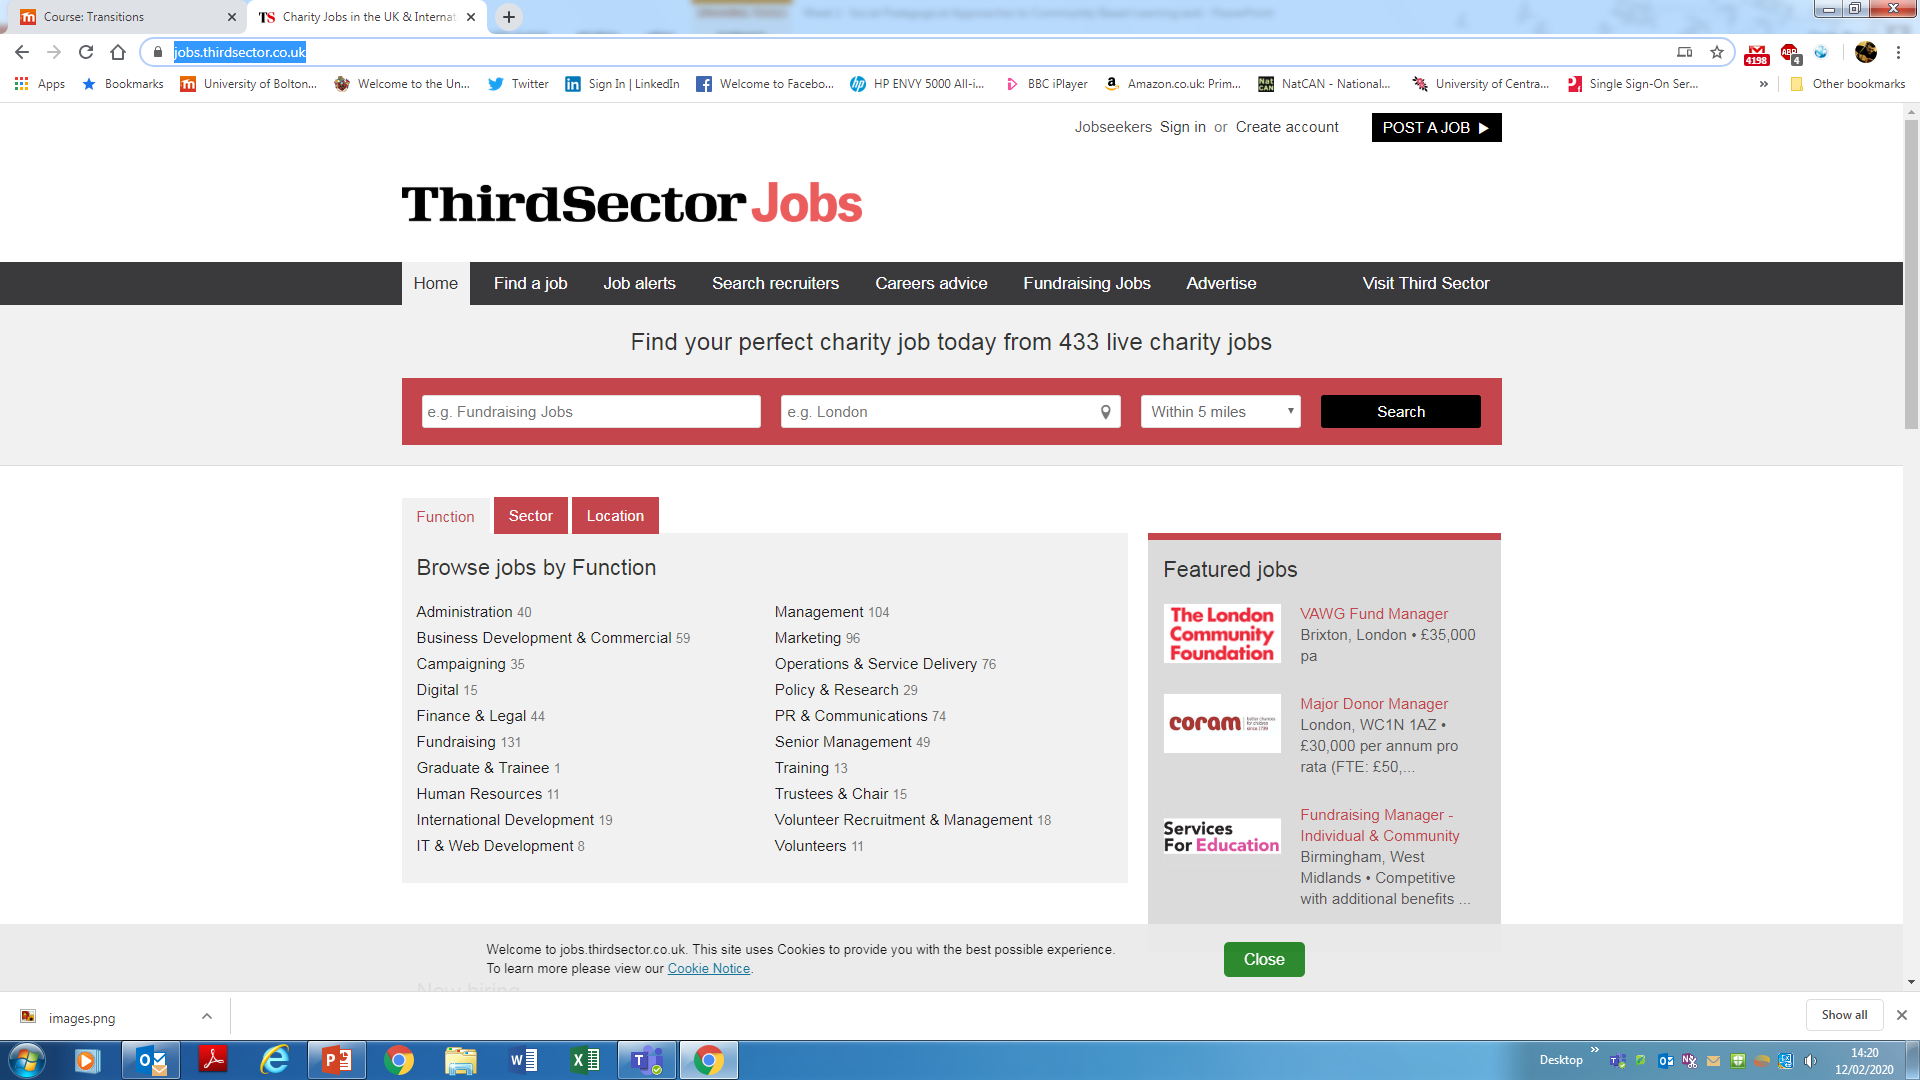 Course: Transitions
TS Charity Jobs in the UK & Internat
jobs.thirdsector.co.uk
4198
ABP
4
Apps
Bookmarks
University of Bolton...
Welcome to the Un...
Twitter
Sign In | LinkedIn
Welcome to Facebo...
HP ENVY 5000 All-i...
BBC iPlayer
Amazon.co.uk: Prim...
NatCAN - National...
University of Centra...
Single Sign-On Ser...
Other bookmarks
Jobseekers Sign in or Create account
POST A JOB
ThirdSector Jobs
Home
Find a job
Job alerts
Search recruiters
Careers advice
Fundraising Jobs
Advertise
Visit Third Sector
Find your perfect charity job today from 433 live charity jobs
e.g. Fundraising Jobs
e.g. London
Within 5 miles
Search
Function
Sector
Location
Browse jobs by Function
Administration 40
Business Development & Commercial 59
Campaigning 35
Digital 15
Finance & Legal 44
Fundraising 131
Graduate & Trainee 1
Human Resources 11
International Development 19
IT & Web Development 8
Management 104
Marketing 96
Operations & Service Delivery 76
Policy & Research 29
PR & Communications 74
Senior Management 49
Training 13
Trustees & Chair 15
Volunteer Recruitment & Management 18
Volunteers 11
Featured jobs
The London
Community
Foundation
VAWG Fund Manager
Brixton, London • £35,000
pa
coram
better chances
for children
since 1739
Major Donor Manager
London, WC1N 1AZ •
£30,000 per annum pro
rata (FTE: £50,...
Services
For Education
Fundraising Manager -
Individual & Community
Birmingham, West
Midlands • Competitive
with additional benefits ...
Welcome to jobs.thirdsector.co.uk. This site uses Cookies to provide you with the best possible experience.
To learn more please view our Cookie Notice.
Close
Now hiring
images.png
Show all
Desktop
14:20
12/02/2020